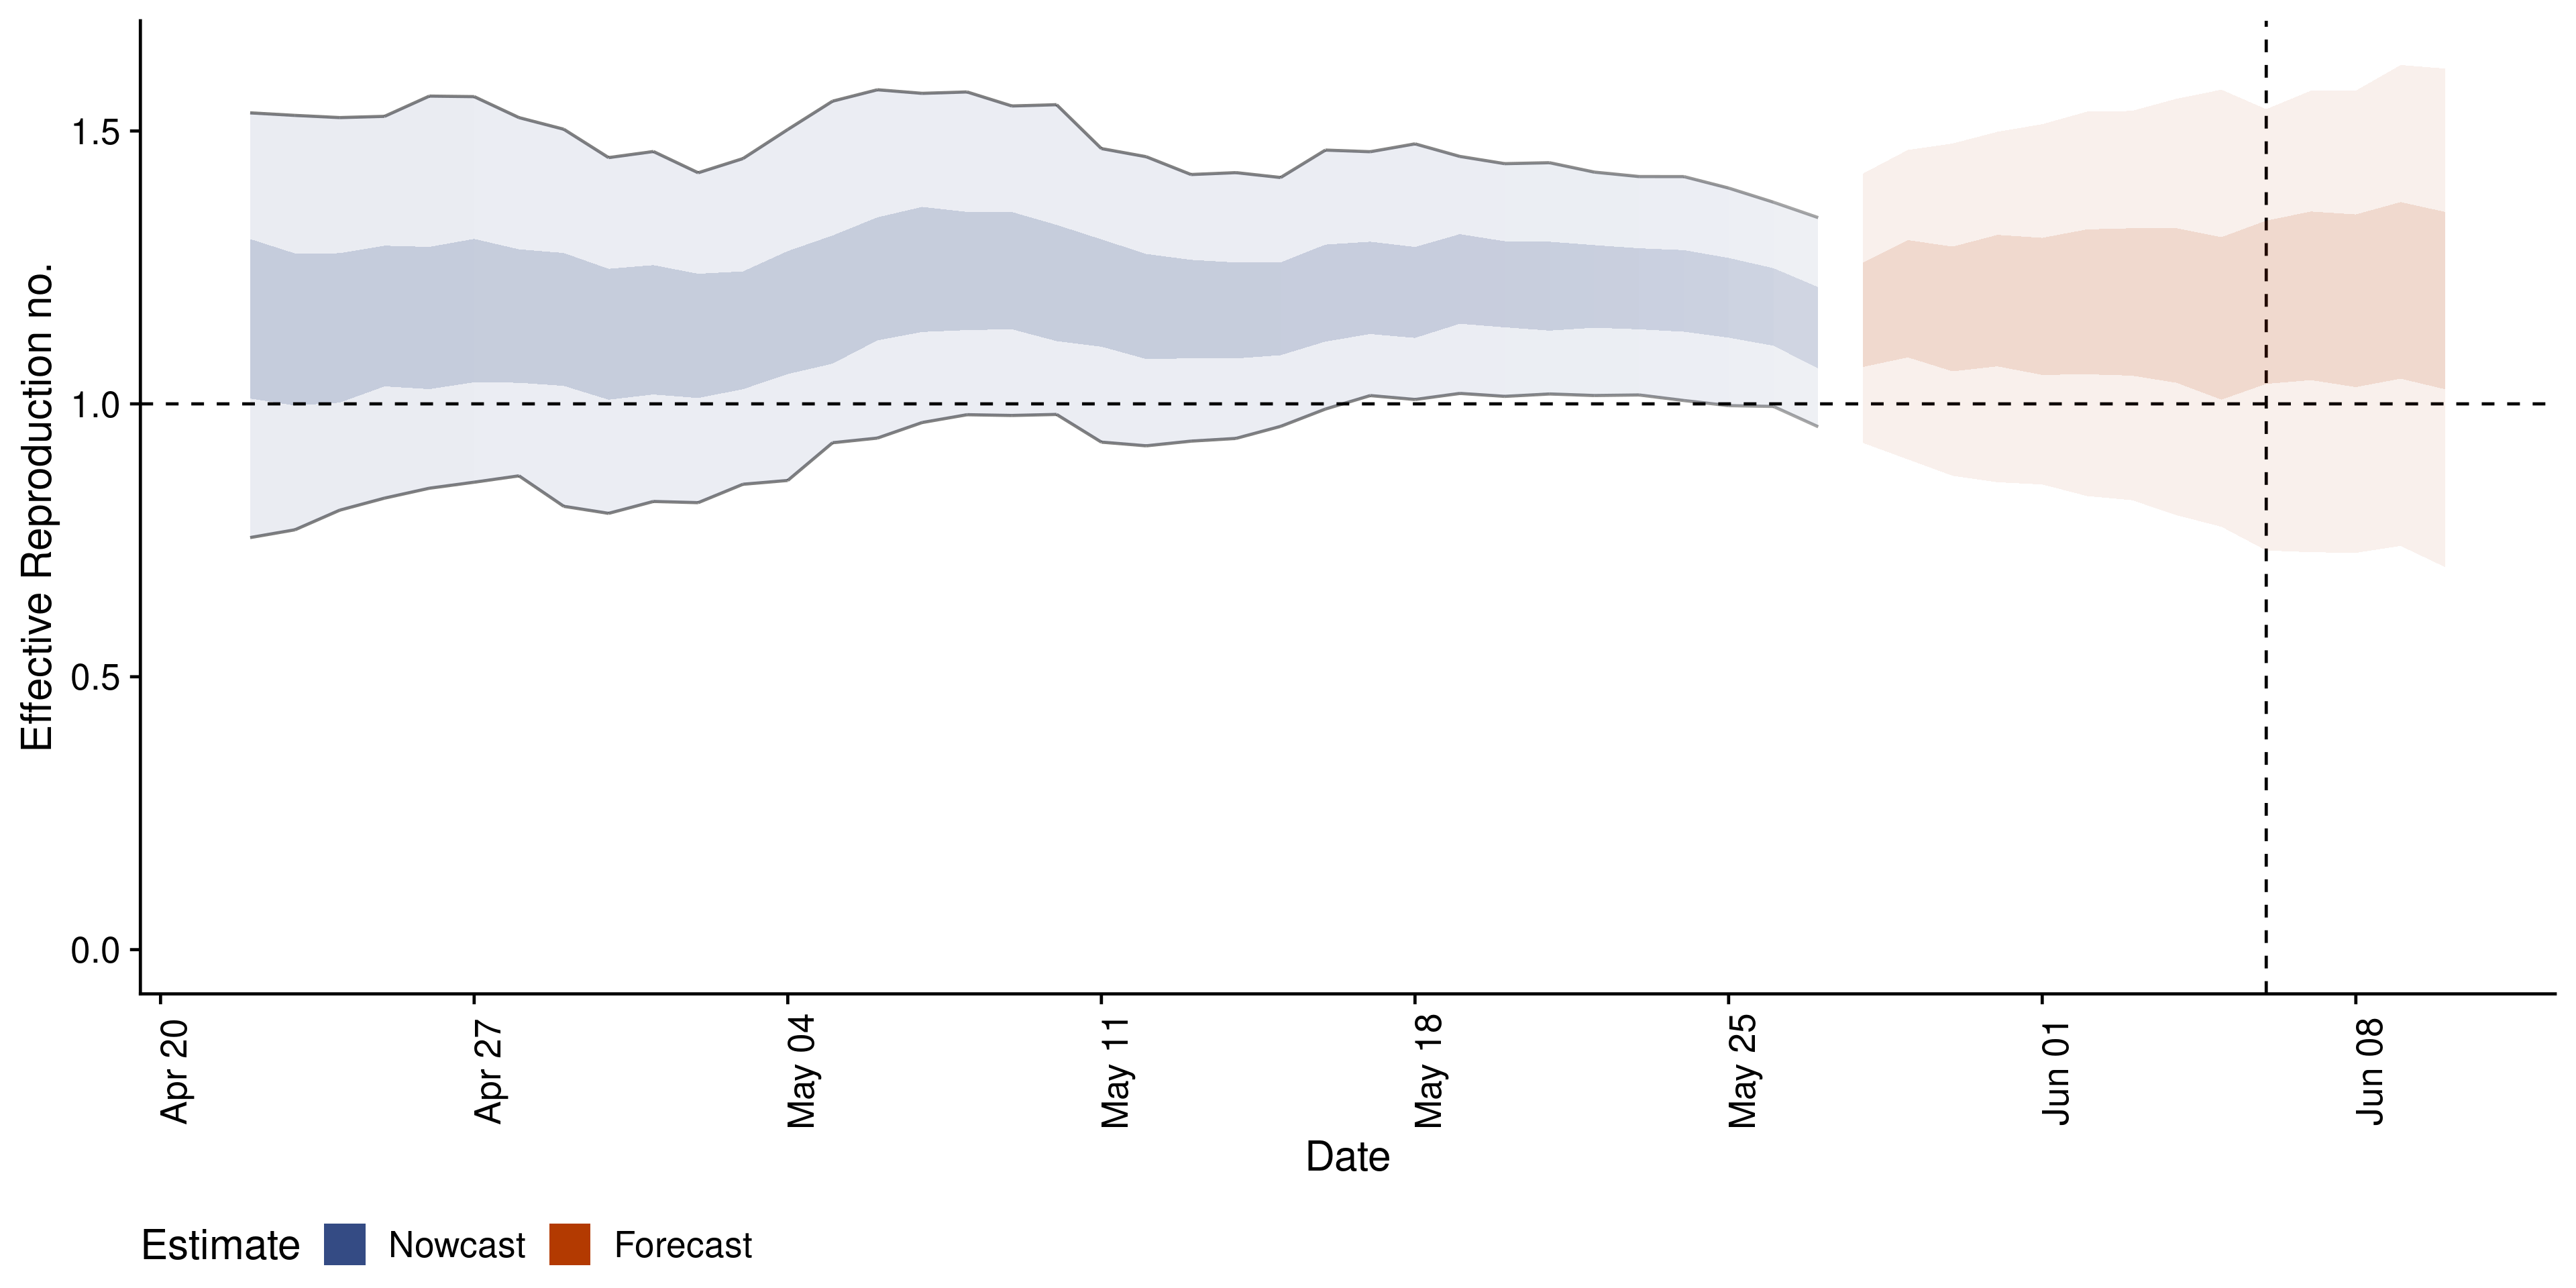 Effective Reproduction no.
1.5
1.0
0.5
0.0
Apr 20
Apr 27
May 04
May 11
May 18
May 25
Jun 01
Jun 08
Date
Estimate Nowcast Forecast